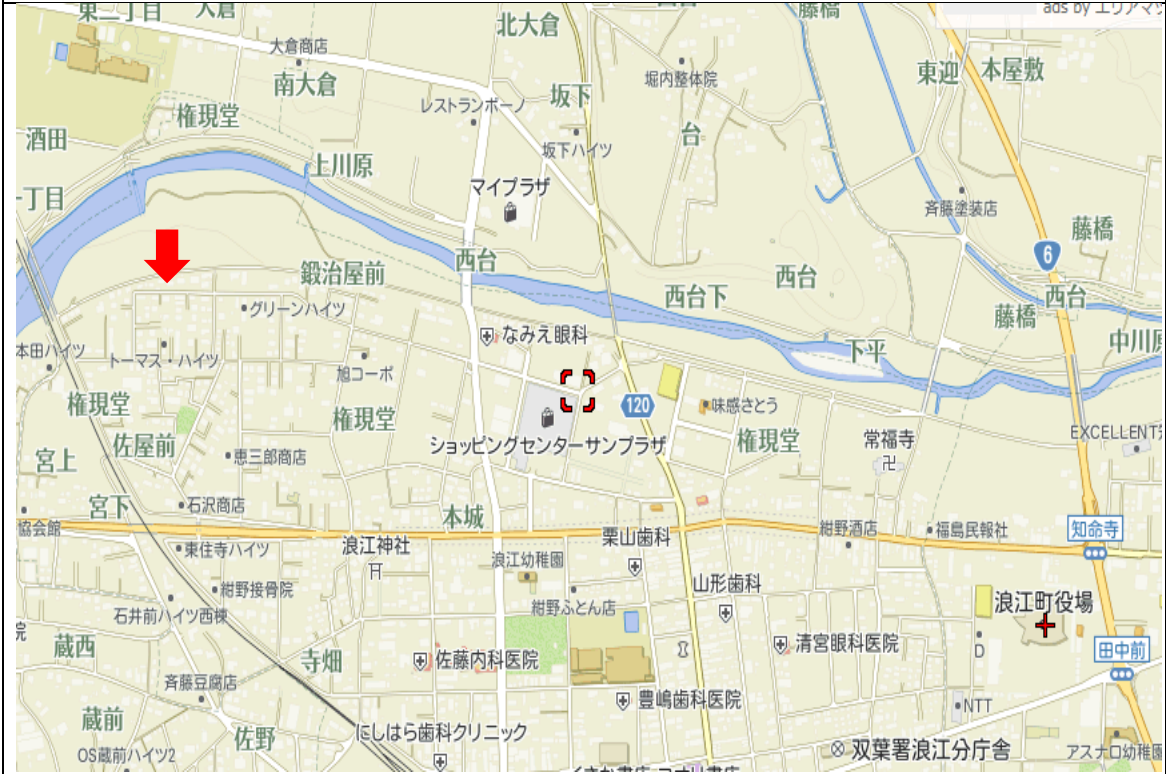 東二丁目
大倉
北大倉
藤橋
ads by エリアマッ
大倉商店
南大倉
権現堂
酒田
レストランボーノ
坂下
坂下ハイツ
堀内整体院
台
東迎
本屋敷
上川原
一丁目
マイプラザ
斉藤塗装店
藤橋
6
西台
鍛治屋前
西台
西台下
西台
藤橋
グリーンハイツ
なみえ眼科
下平
中川原
本田ハイツ
トーマス・ハイツ
旭コーポ
120
味感さとう
権現堂
佐屋前
権現堂
ショッピングセンターサンプラザ
権現堂
常福寺
EXCELLENT
宮上
恵三郎商店
宮下
石沢商店
協会館
本城
栗山歯科
紺野酒店
福島民報社
知命寺
東住寺ハイツ
浪江神社
浪江幼稚園
紺野接骨院
石井前ハイツ西棟
紺野ふとん店
山形歯科
浪江町役場
院
蔵西
寺畑
佐藤内科医院
清宮眼科医院
D
田中前
斉藤豆腐店
豊嶋歯科医院
NTT
蔵前
佐野
にしはら歯科クリニック
OS蔵前ハイツ2
双葉署浪江分庁舎
アスナロ幼稚園